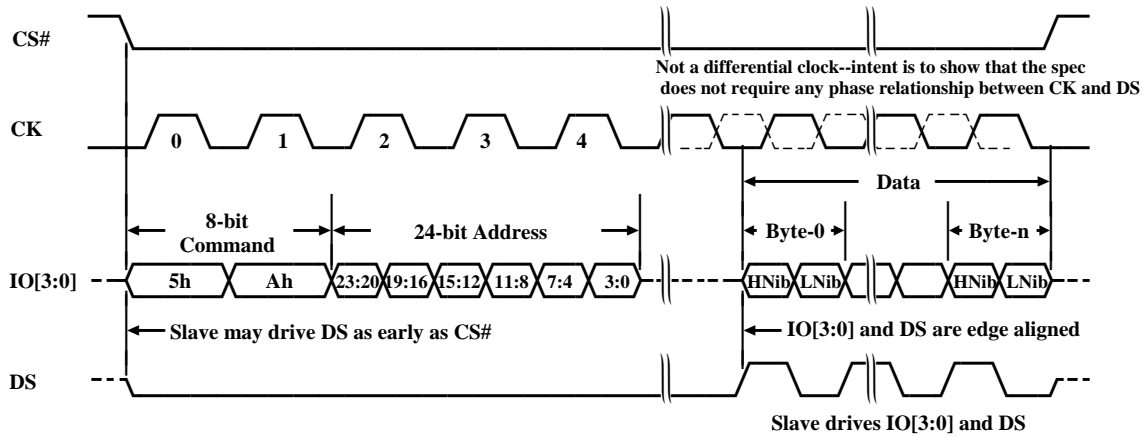 CS#
Not a differential clock--intent is to show that the spec
does not require any phase relationship between CK and DS
CK
0
1
2
3
4
Data
8-bit
Command
24-bit Address
Byte-0
Byte-n
IO[3:0]
5h
Ah
23:20
19:16
15:12
11:8
7:4
3:0
HNib
LNib
HNib
LNib
Slave may drive DS as early as CS#
IO[3:0] and DS are edge aligned
DS
Slave drives IO[3:0] and DS